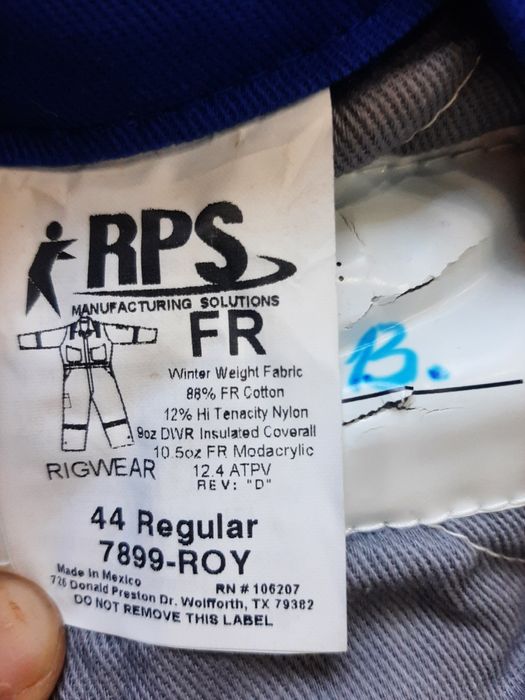 RPS
MANUFACTURING SOLUTIONS
FR
Winter Weight Fabric
88% FR Cotton
12% Hi Tenacity Nylon
9oz DWR Insulated Coverall
10.5oz FR Modacrylic
12.4 ATPV
REV: "D"
RIGWEAR
44 Regular
7899-ROY
Made in Mexico
RN # 106207
726 Donald Preston Dr. Wolfforth, TX 79382
DO NOT REMOVE THIS LABEL
B.